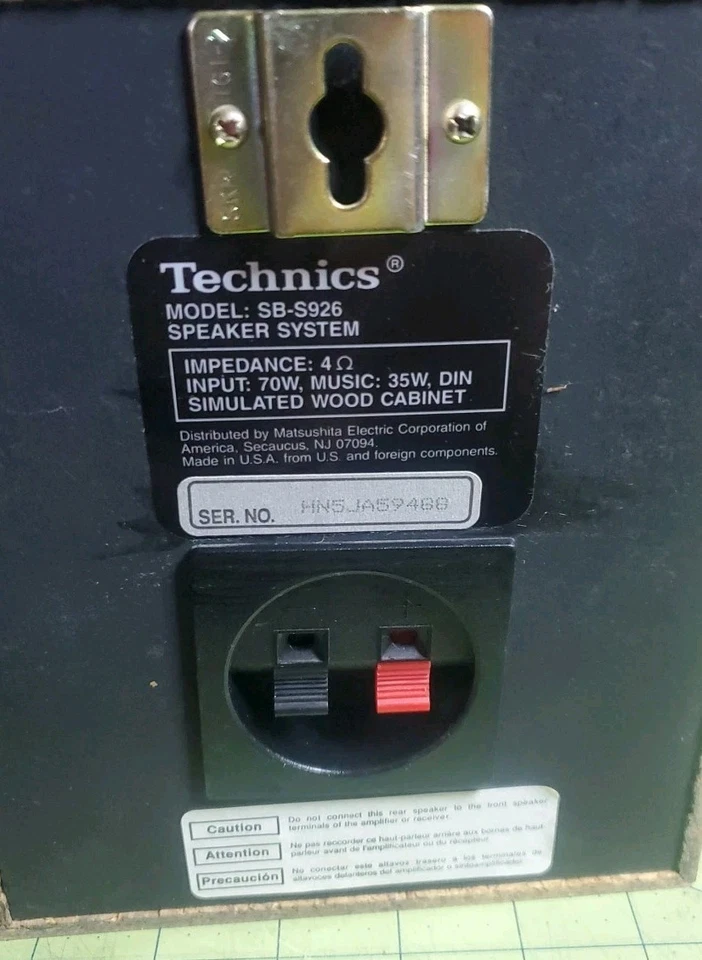 Technics®
MODEL: SB-S926
SPEAKER SYSTEM
IMPEDANCE: 4Ω
INPUT: 70W, MUSIC: 35W, DIN
SIMULATED WOOD CABINET
Distributed by Matsushita Electric Corporation of
America, Secaucus, NJ 07094.
Made in U.S.A. from U.S. and foreign components.
SER. NO. HN5JA59488
- +
Caution
Do not connect this rear speaker to the front speaker
terminals of the amplifier or receiver.
Attention
Ne pas raccorder ce haut-parleur arrière aux bornes de haut-
parleur avant de l'amplificateur ou du récepteur.
Precaución
No conectar este altavoz trasero a los terminales de
altavoces delanteros del amplificador o sintoamplificador.